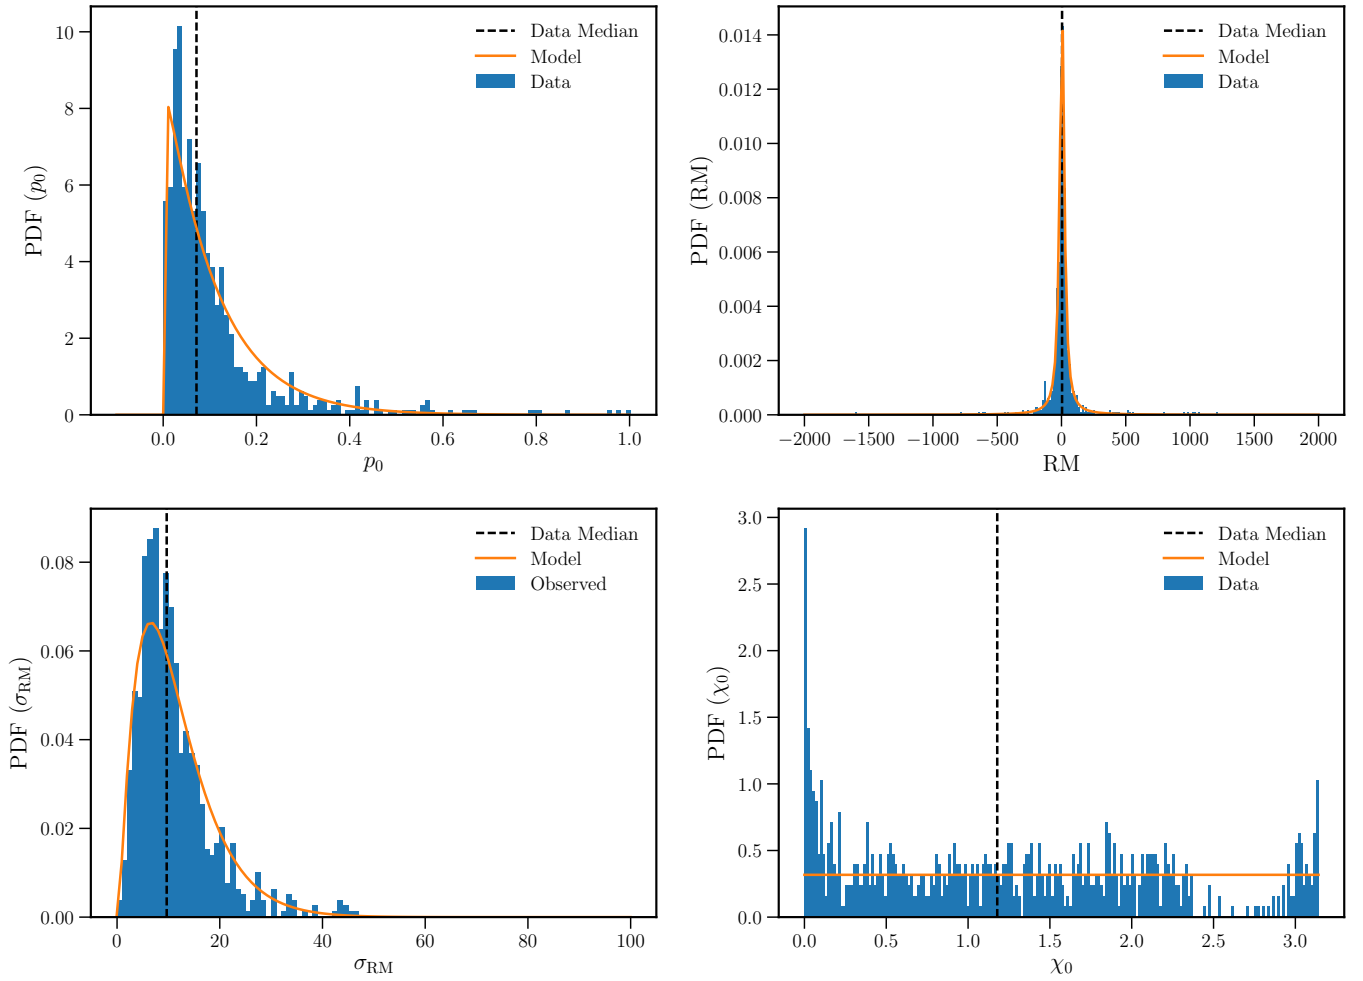 10
8
6
4
2
0
PDF (p₀)
0.0 0.2 0.4 0.6 0.8 1.0
p₀
Data Median
Model
Data
0.014
0.012
0.010
0.008
0.006
0.004
0.002
0.000
PDF (RM)
−2000 −1500 −1000 −500 0 500 1000 1500 2000
RM
Data Median
Model
Data
0.08
0.06
0.04
0.02
0.00
PDF (σRM)
0 20 40 60 80 100
σRM
Data Median
Model
Observed
3.0
2.5
2.0
1.5
1.0
0.5
0.0
PDF (χ₀)
0.0 0.5 1.0 1.5 2.0 2.5 3.0
χ₀
Data Median
Model
Data